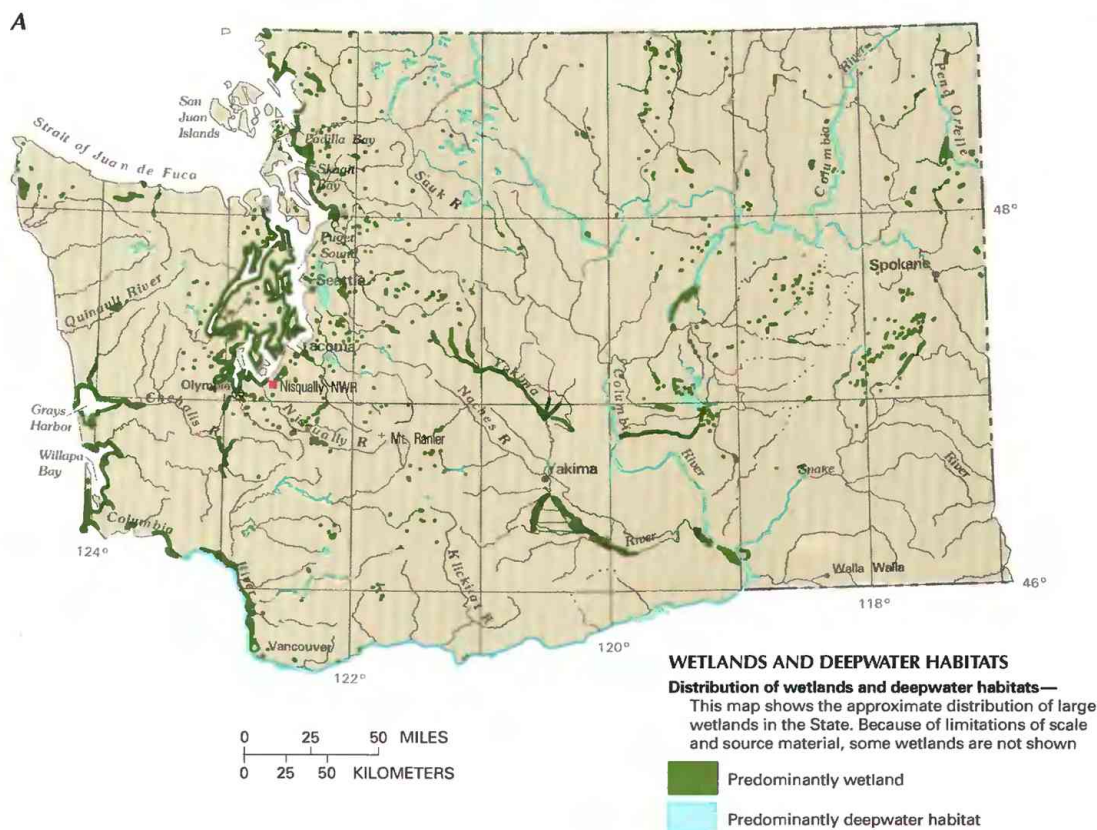 A
San
Juan
Islands
Strait of Juan de Fuca
Padilla Bay
Skagit
Bay
Sauk R
River
Columbia
Pend Oreille
48°
Puget
Sound
Seattle
Spokane
Quinault River
Tacoma
Olympia
Nisqually NWR
Yakima
Columbia
Grays
Harbor
Chehalis R
Nisqually R
Mt. Ranier
Naches R
Willapa
Bay
Yakima
River
Snake
River
Columbia
River
124°
River
Klickitat R
Walla Walla
46°
118°
Vancouver
120°
122°
WETLANDS AND DEEPWATER HABITATS
Distribution of wetlands and deepwater habitats—
This map shows the approximate distribution of large
wetlands in the State. Because of limitations of scale
and source material, some wetlands are not shown
0 25 50 MILES
0 25 50 KILOMETERS
Predominantly wetland
Predominantly deepwater habitat